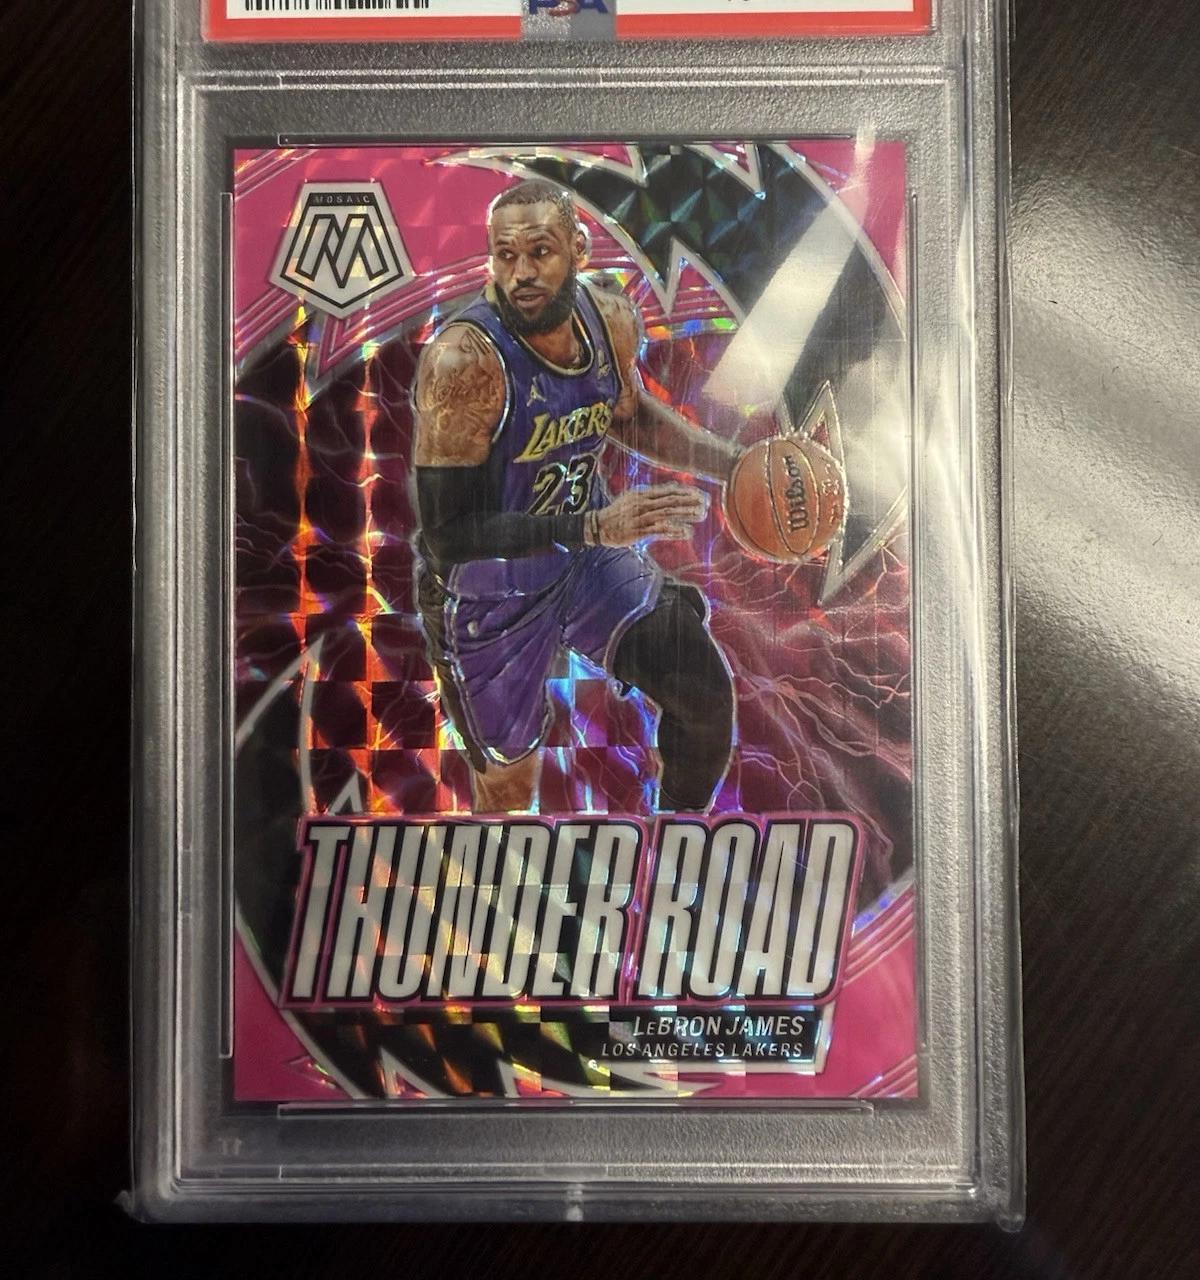 PSA
MOSAIC
M
LAKERS
23
Wilson
THUNDER ROAD
LEBRON JAMES
LOS ANGELES LAKERS